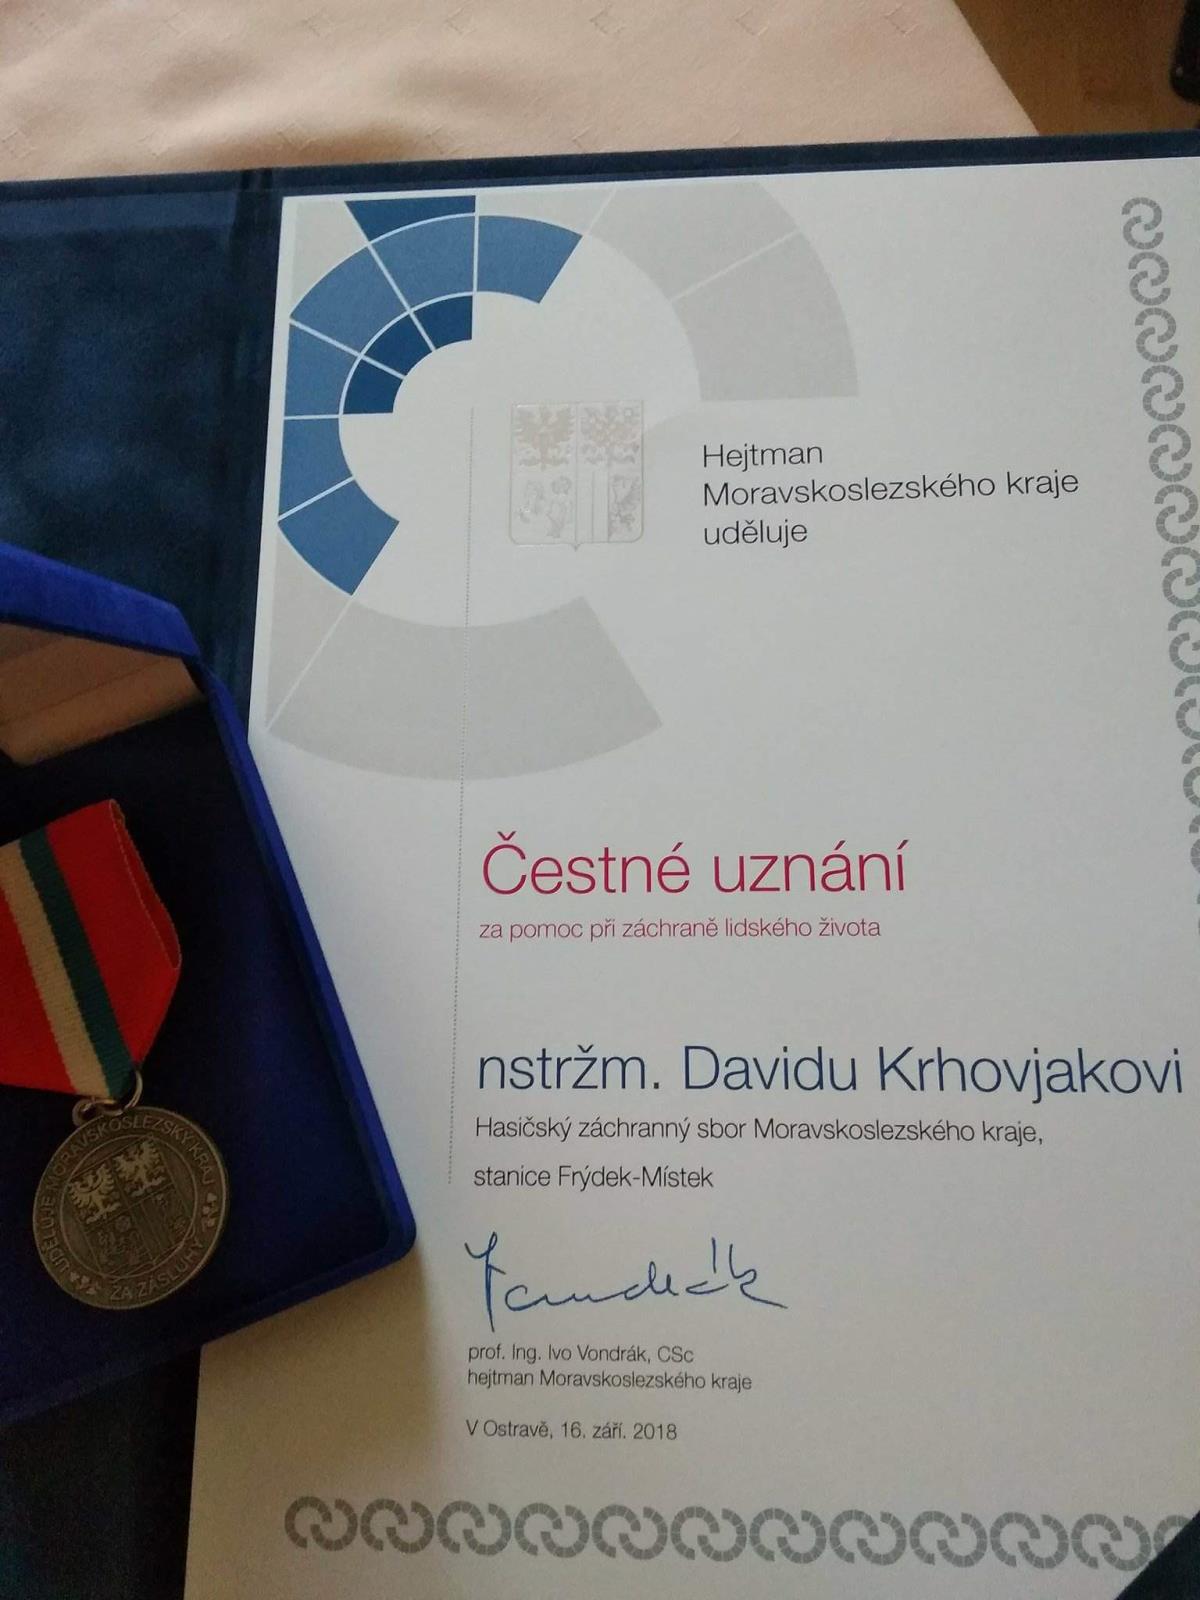 Hejtman
Moravskoslezského kraje
uděluje
Čestné uznání
za pomoc při záchraně lidského života
nstržm. Davidu Krhovjakovi
Hasičský záchranný sbor Moravskoslezského kraje,
stanice Frýdek-Místek
prof. Ing. Ivo Vondrák, CSc
hejtman Moravskoslezského kraje
V Ostravě, 16. září. 2018
UDĚLUJE MORAVSKOSLEZSKÝ KRAJ
ZA ZÁSLUHY